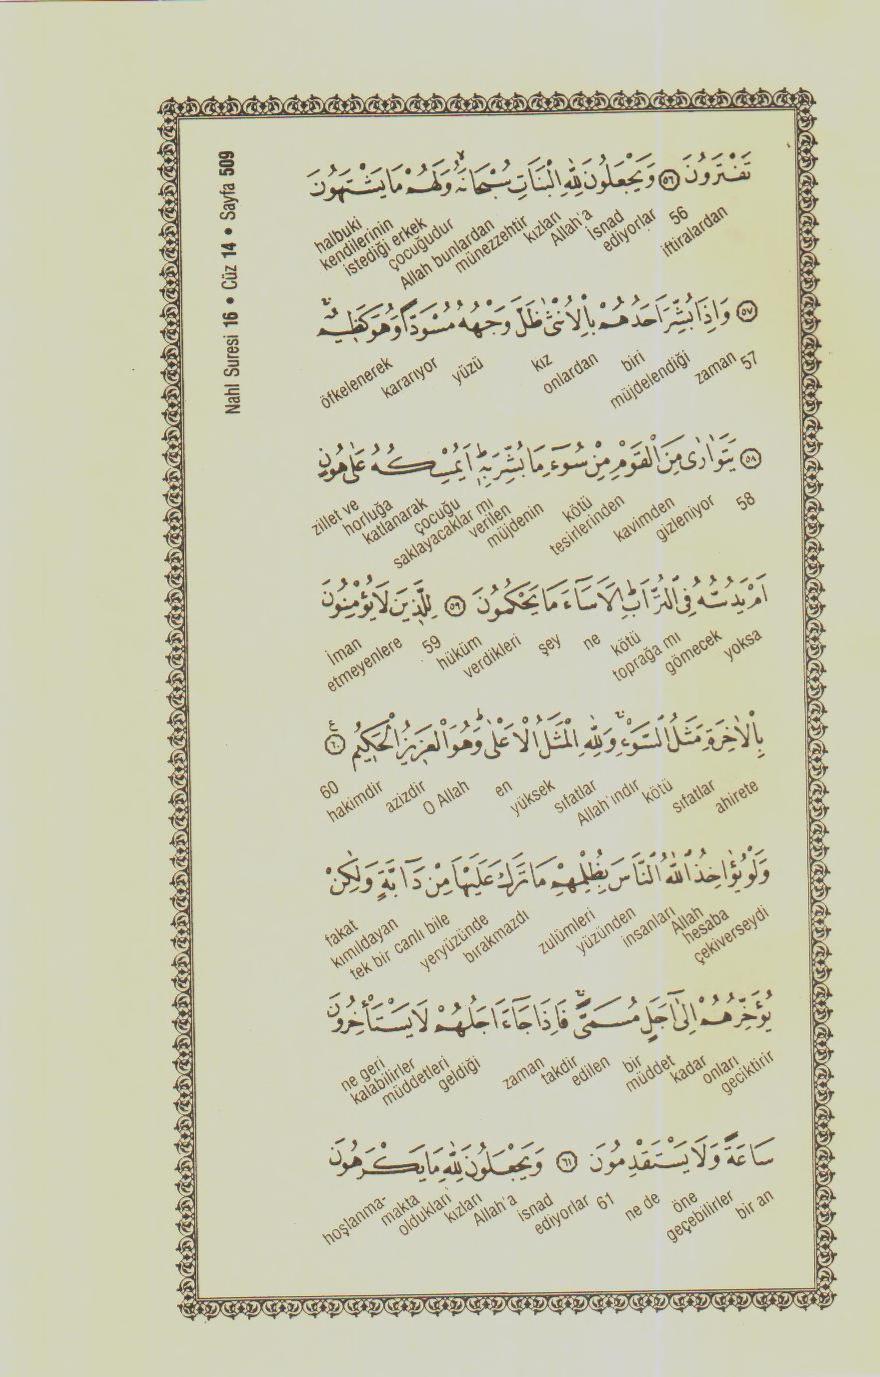 Nahl Suresi 16 • Cüz 14 • Sayfa 509
تَفْتَرُونَ ﴿٥٦﴾ وَيَجْعَلُونَ لِلّٰهِ الْبَنَاتِ سُبْحَانَهُۙ وَلَهُمْ مَا يَشْتَهُونَ
iftiralardan 56 isnad ediyorlar Allah'a kızları münezzehtir Allah bunlardan çocuğudur istediği erkek kendilerinin halbuki
﴿٥٧﴾ وَاِذَا بُشِّرَ اَحَدُهُمْ بِالْاُنْثٰى ظَلَّ وَجْهُهُ مُسْوَدًّا وَهُوَ كَظ۪يمٌۚ
57 zaman müjdelendiği biri onlardan kız yüzü kararıyor öfkelenerek
﴿٥٨﴾ يَتَوَارٰى مِنَ الْقَوْمِ مِنْ سُٓوءِ مَا بُشِّرَ بِه۪ۜ اَيُمْسِكُهُ عَلٰى هُونٍ
58 gizleniyor kavimden kötü tesirlerinden müjdenin verilen saklayacaklar mı çocuğu katlanarak horluğa zillet ve
اَمْ يَدُسُّهُ فِي التُّرَابِۜ اَلَا سَٓاءَ مَا يَحْكُمُونَ ﴿٥٩﴾ لِلَّذ۪ينَ لَا يُؤْمِنُونَ
yoksa gömecek toprağa mı kötü ne şey verdikleri hüküm 59 etmeyenlere İman
بِالْاٰخِرَةِ مَثَلُ السَّوْءِۚ وَلِلّٰهِ الْمَثَلُ الْاَعْلٰىۜ وَهُوَ الْعَز۪يزُ الْحَك۪يمُ ﴿٦٠﴾ ع
ahirete sıfatlar kötü Allah'ındır sıfatlar yüksek en O Allah azizdir hakimdir 60
وَلَوْ يُؤَاخِذُ اللّٰهُ النَّاسَ بِظُلْمِهِمْ مَا تَرَكَ عَلَيْهَا مِنْ دَٓابَّةٍ وَلٰكِنْ
çekiverseydi hesaba Allah insanları yüzünden zulümleri bırakmazdı yeryüzünde tek bir canlı bile kımıldayan fakat
يُؤَخِّرُهُمْ اِلٰٓى اَجَلٍ مُسَمًّىۚ فَاِذَا جَٓاءَ اَجَلُهُمْ لَا يَسْتَأْخِرُونَ
geciktirir onları kadar müddet bir edilen takdir zaman geldiği müddetleri kalabilirler ne geri
سَاعَةً وَلَا يَسْتَقْدِمُونَ ﴿٦١﴾ وَيَجْعَلُونَ لِلّٰهِ مَا يَكْرَهُونَ
bir an geçebilirler öne ne de 61 ediyorlar isnad Allah'a kızları oldukları hoşlanma- makta